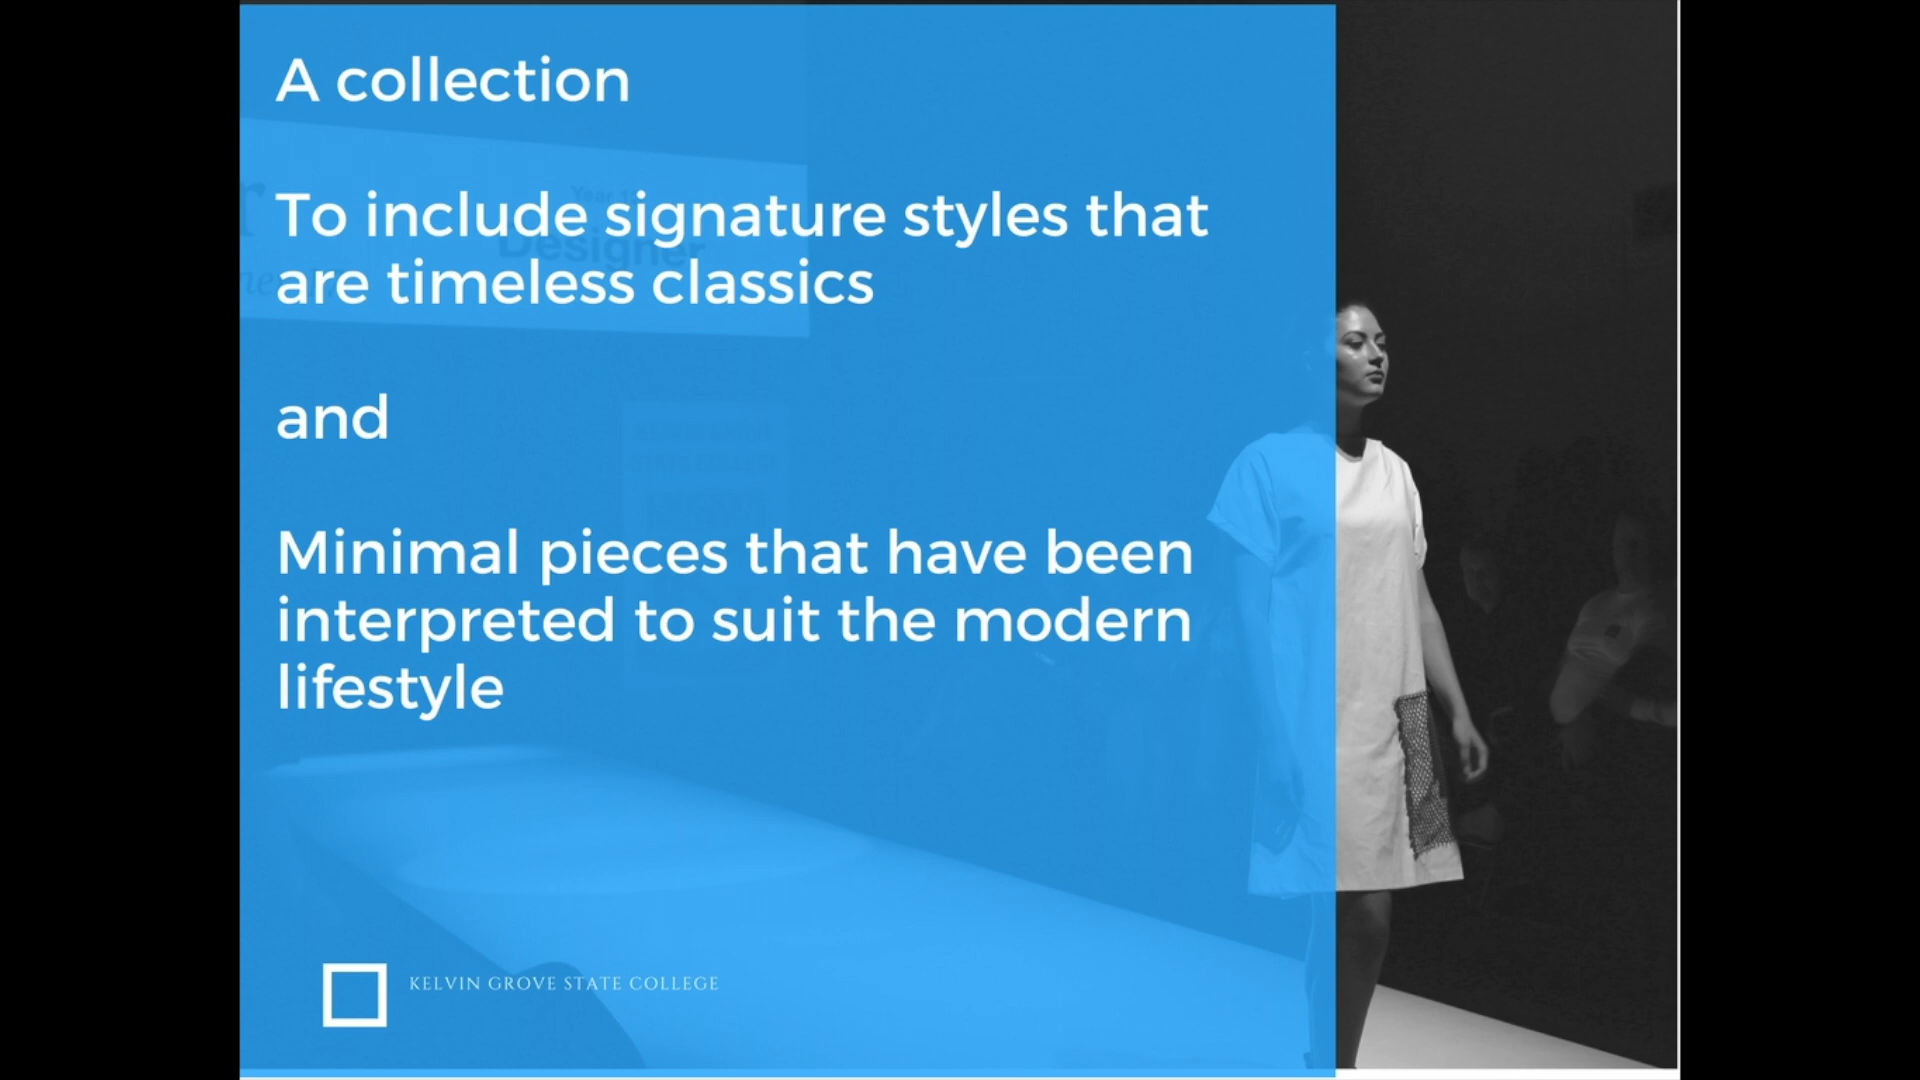 A collection
To include signature styles that
are timeless classics
and
Minimal pieces that have been
interpreted to suit the modern
lifestyle
Designer
KELVIN GROVE STATE COLLEGE